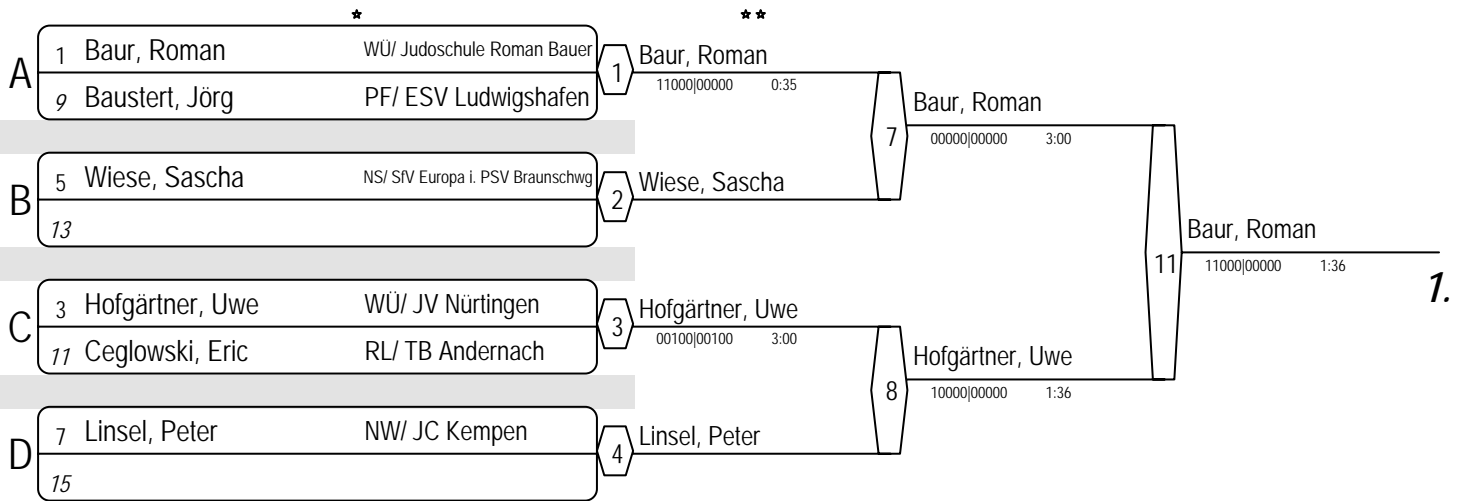 * **
A
1 Baur, Roman WÜ/ Judoschule Roman Bauer
9 Baustert, Jörg PF/ ESV Ludwigshafen
1
Baur, Roman
11000|00000 0:35
B
5 Wiese, Sascha NS/ SfV Europa i. PSV Braunschwg
13
2
Wiese, Sascha
7
Baur, Roman
00000|00000 3:00
C
3 Hofgärtner, Uwe WÜ/ JV Nürtingen
11 Ceglowski, Eric RL/ TB Andernach
3
Hofgärtner, Uwe
00100|00100 3:00
D
7 Linsel, Peter NW/ JC Kempen
15
4
Linsel, Peter
8
Hofgärtner, Uwe
10000|00000 1:36
11
Baur, Roman
11000|00000 1:36
1.